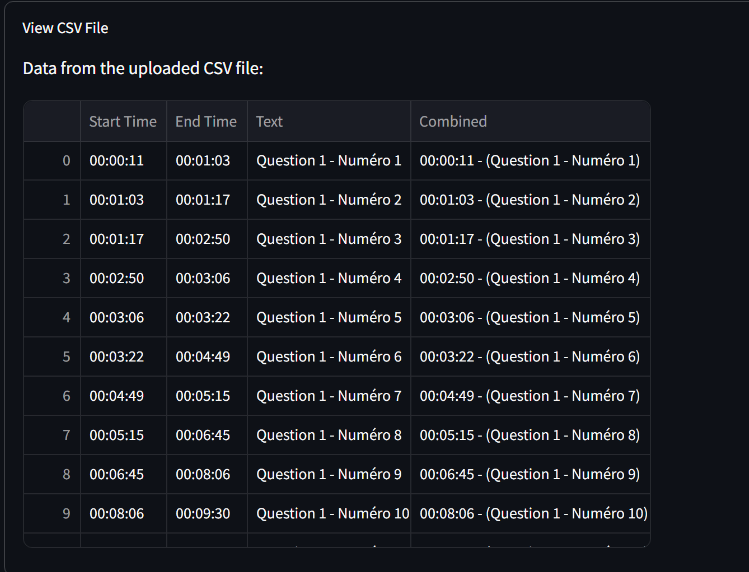 View CSV File
Data from the uploaded CSV file:
Start Time End Time Text Combined
0 00:00:11 00:01:03 Question 1 - Numéro 1 00:00:11 - (Question 1 - Numéro 1)
1 00:01:03 00:01:17 Question 1 - Numéro 2 00:01:03 - (Question 1 - Numéro 2)
2 00:01:17 00:02:50 Question 1 - Numéro 3 00:01:17 - (Question 1 - Numéro 3)
3 00:02:50 00:03:06 Question 1 - Numéro 4 00:02:50 - (Question 1 - Numéro 4)
4 00:03:06 00:03:22 Question 1 - Numéro 5 00:03:06 - (Question 1 - Numéro 5)
5 00:03:22 00:04:49 Question 1 - Numéro 6 00:03:22 - (Question 1 - Numéro 6)
6 00:04:49 00:05:15 Question 1 - Numéro 7 00:04:49 - (Question 1 - Numéro 7)
7 00:05:15 00:06:45 Question 1 - Numéro 8 00:05:15 - (Question 1 - Numéro 8)
8 00:06:45 00:08:06 Question 1 - Numéro 9 00:06:45 - (Question 1 - Numéro 9)
9 00:08:06 00:09:30 Question 1 - Numéro 10 00:08:06 - (Question 1 - Numéro 10)